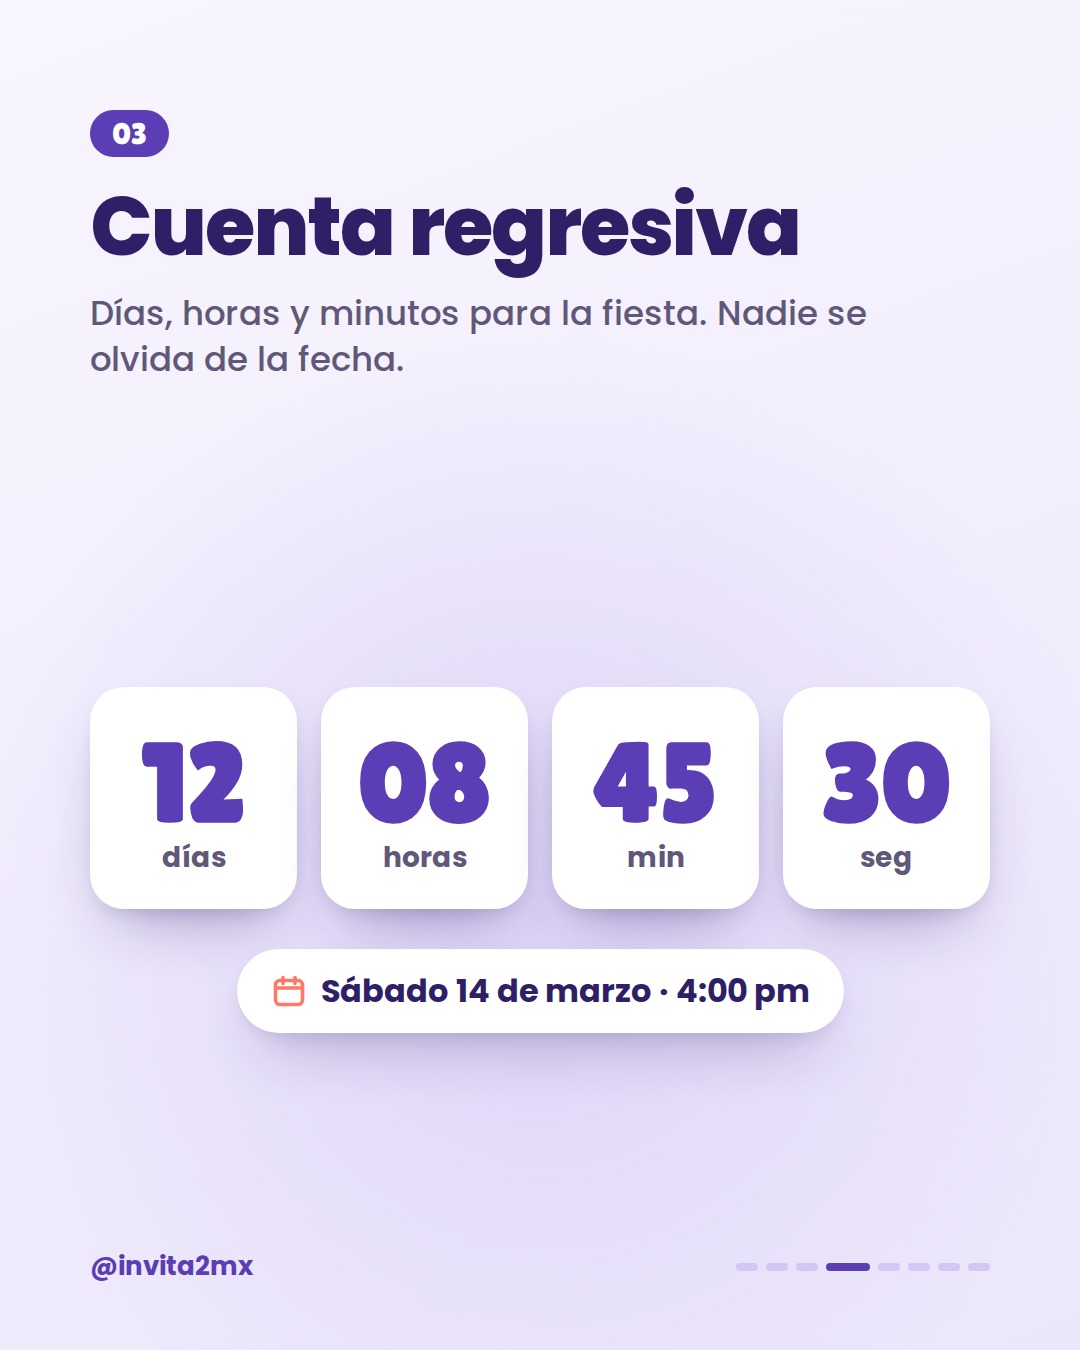 03
Cuenta regresiva
Días, horas y minutos para la fiesta. Nadie se
olvida de la fecha.
12 08 45 30
días horas min seg
Sábado 14 de marzo · 4:00 pm
@invita2mx